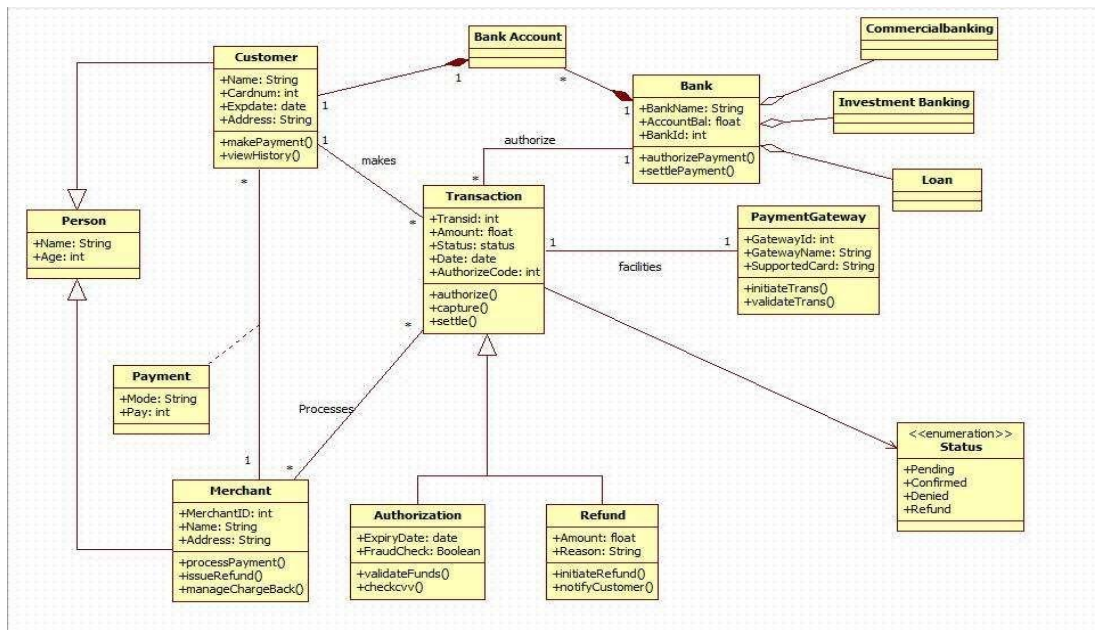 Customer
+Name: String
+Cardnum: int
+Expdate: date
+Address: String
+makePayment()
+viewHistory()
Bank Account
Commercialbanking
Bank
+BankName: String
+AccountBal: float
+BankId: int
+authorizePayment()
+settlePayment()
Investment Banking
Loan
1
1
*
1
authorize
1
*
1
makes
*
*
Person
+Name: String
+Age: int
Transaction
+Transid: int
+Amount: float
+Status: status
+Date: date
+AuthorizeCode: int
+authorize()
+capture()
+settle()
PaymentGateway
+GatewayId: int
+GatewayName: String
+SupportedCard: String
+initiateTrans()
+validateTrans()
1
1
facilities
*
Payment
+Mode: String
+Pay: int
Processes
1
*
<<enumeration>>
Status
+Pending
+Confirmed
+Denied
+Refund
Merchant
+MerchantID: int
+Name: String
+Address: String
+processPayment()
+issueRefund()
+manageChargeBack()
Authorization
+ExpiryDate: date
+FraudCheck: Boolean
+validateFunds()
+checkcvv()
Refund
+Amount: float
+Reason: String
+initiateRefund()
+notifyCustomer()